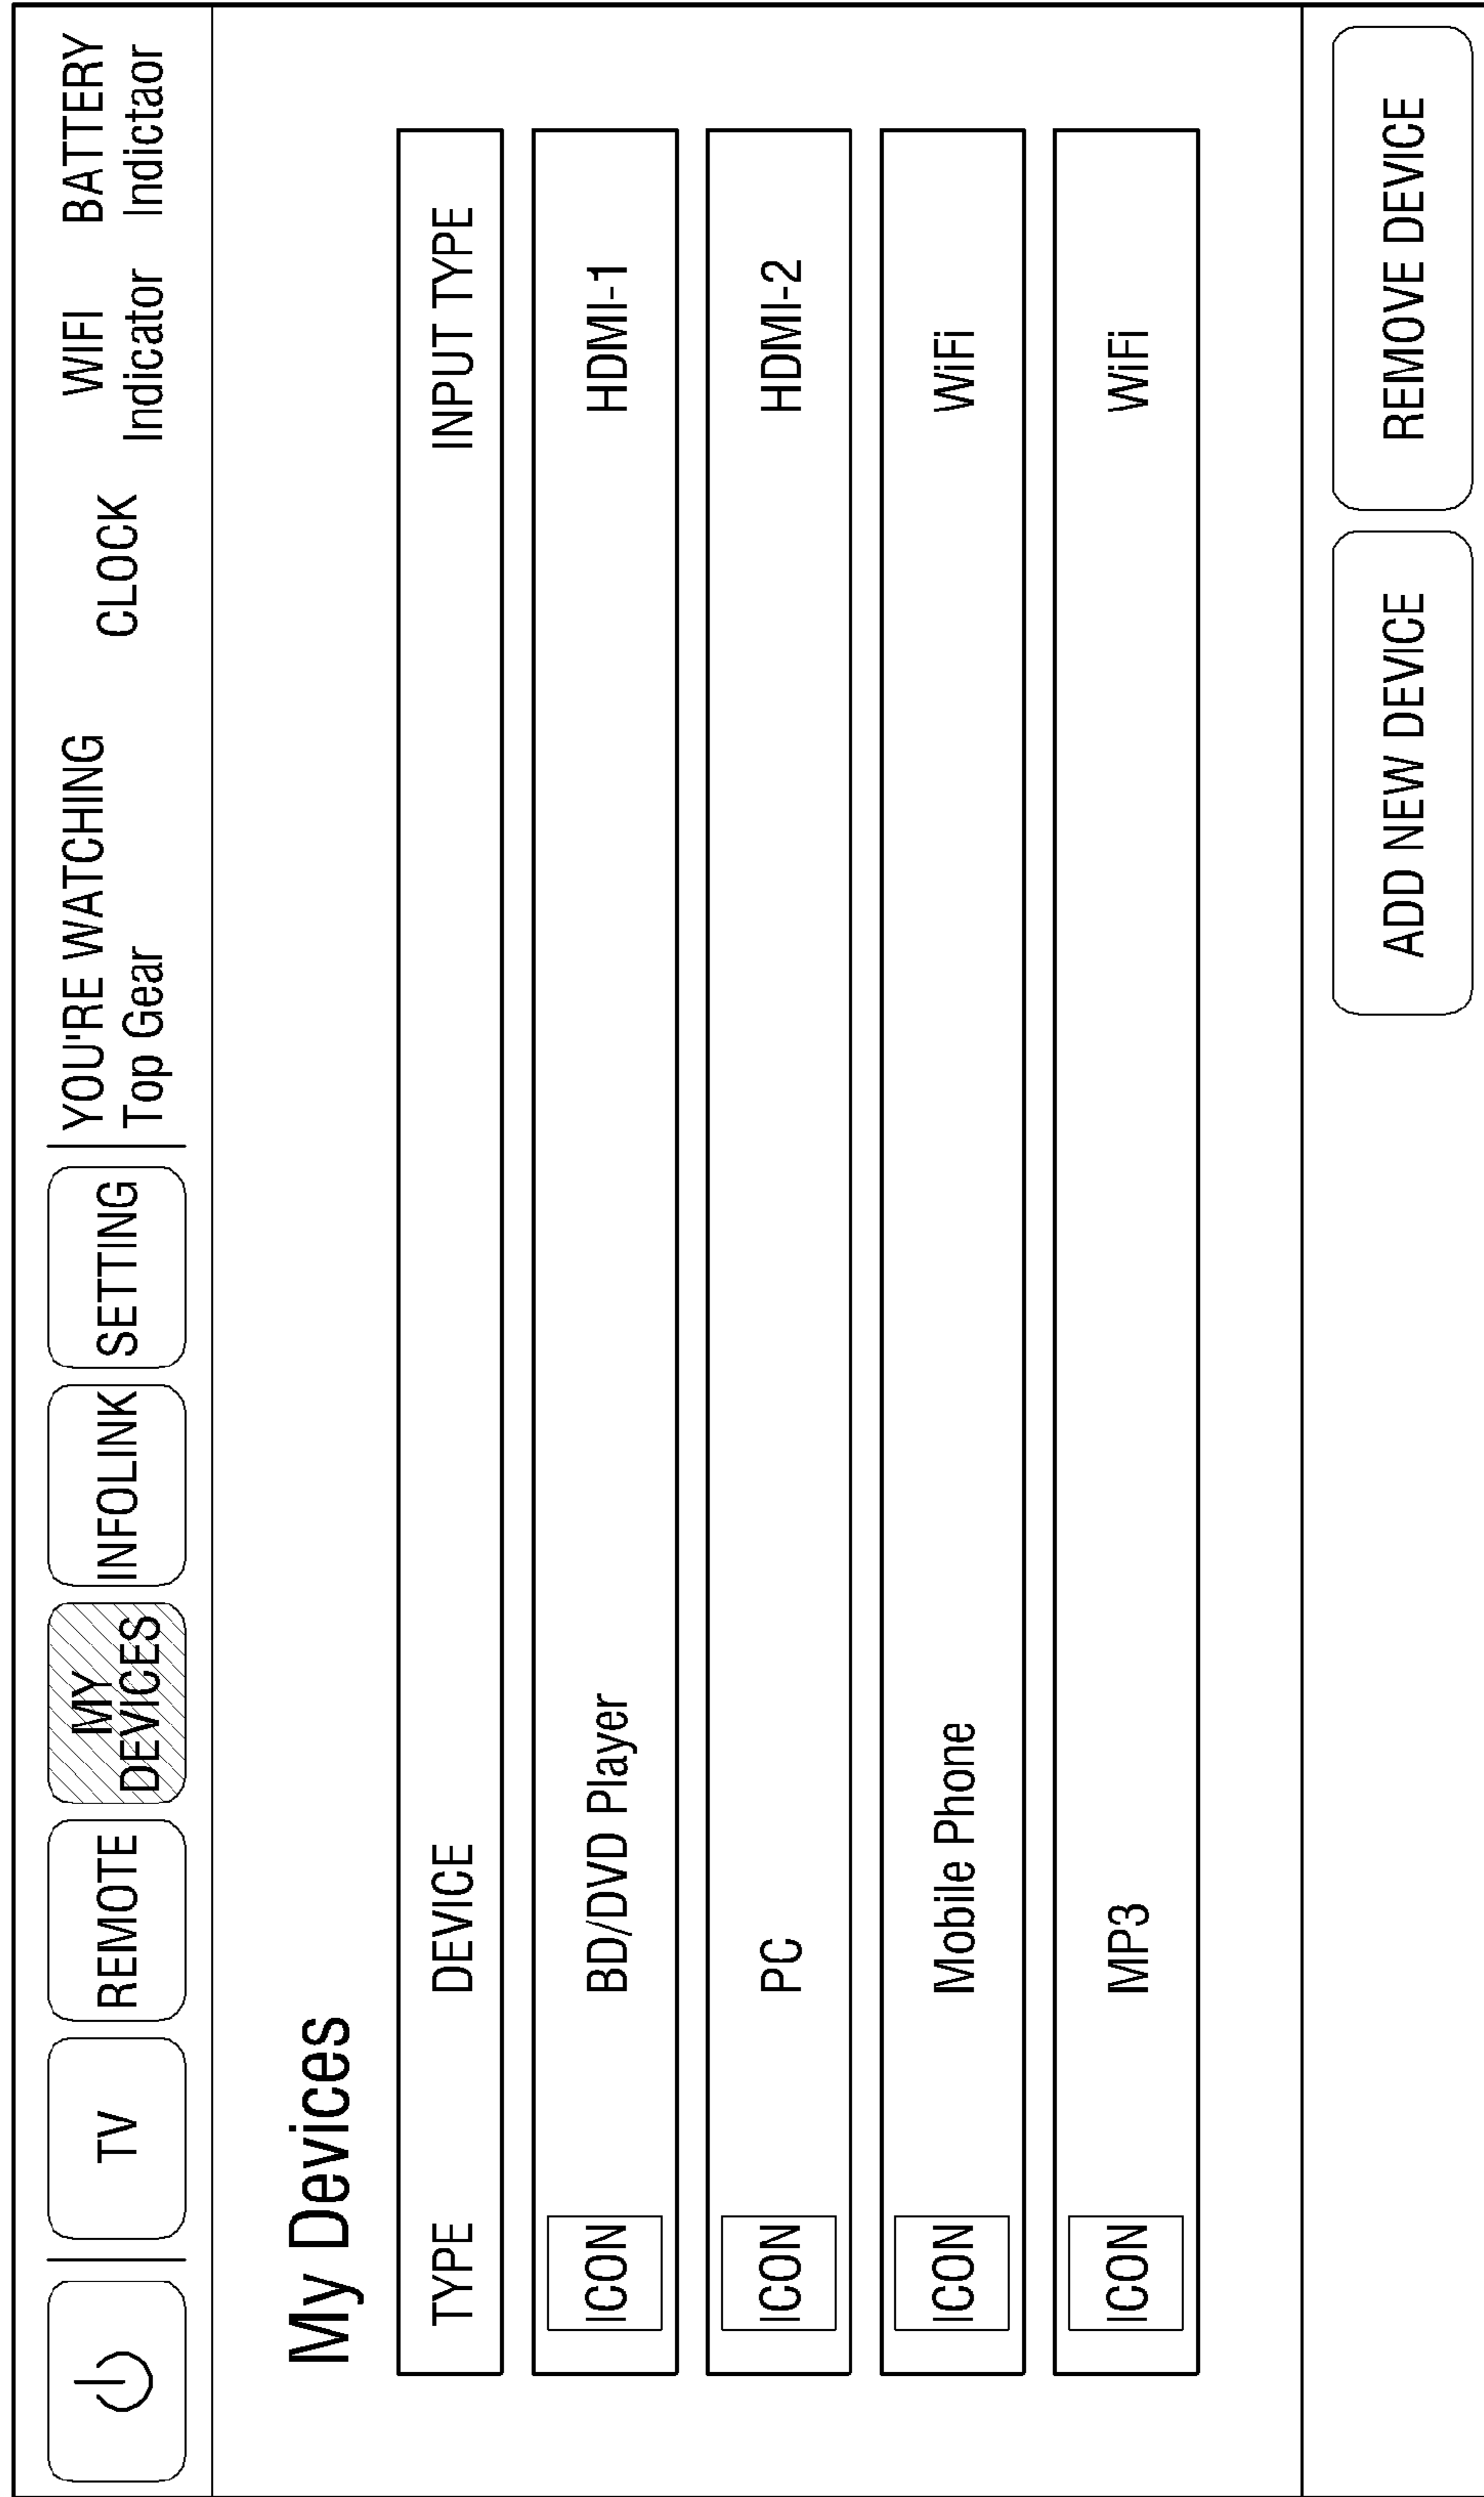 TV
REMOTE
MY
DEVICES
INFOLINK
SETTING
YOU'RE WATCHING
Top Gear
CLOCK
WIFI
Indicator
BATTERY
Indictaor
My Devices
TYPE DEVICE INPUT TYPE
ICON BD/DVD Player HDMI-1
ICON PC HDMI-2
ICON Mobile Phone WiFi
ICON MP3 WiFi
ADD NEW DEVICE
REMOVE DEVICE